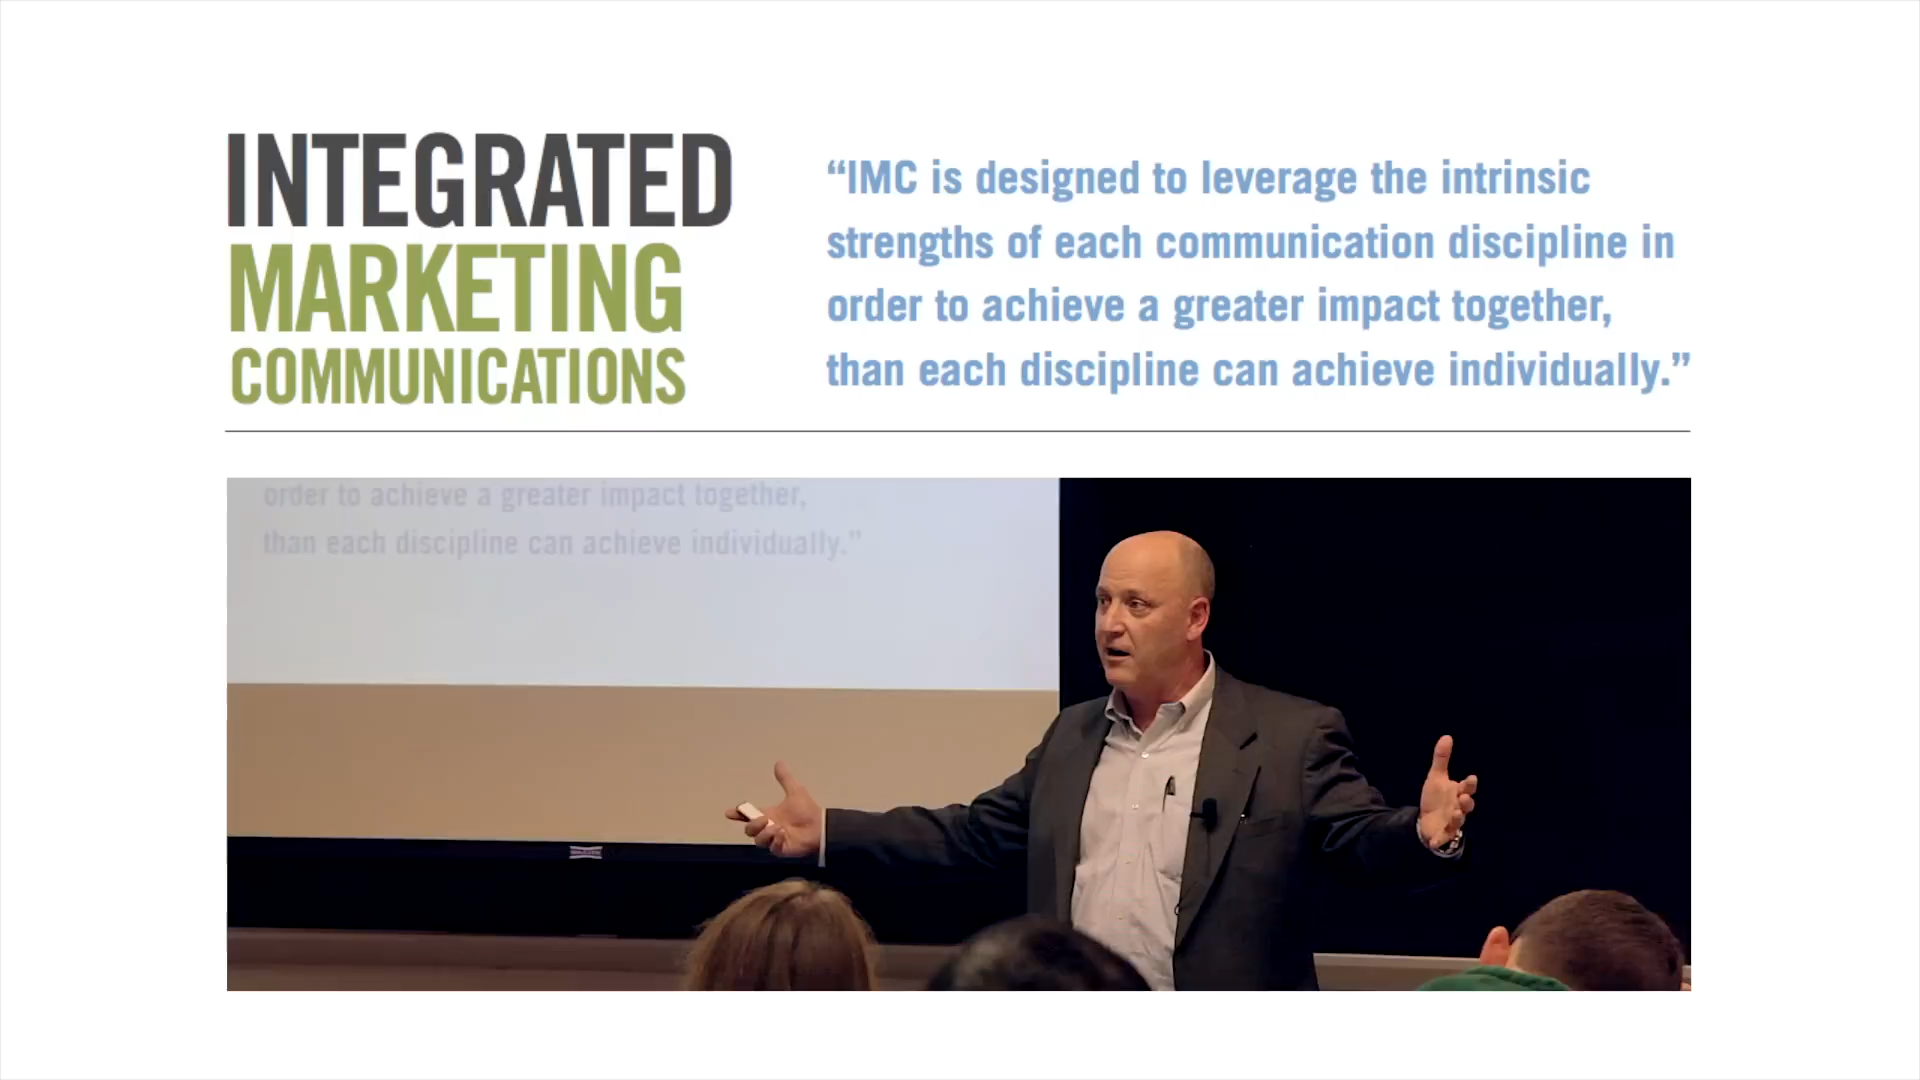 INTEGRATED
MARKETING
COMMUNICATIONS
“IMC is designed to leverage the intrinsic
strengths of each communication discipline in
order to achieve a greater impact together,
than each discipline can achieve individually.”
order to achieve a greater impact together,
than each discipline can achieve individually.”